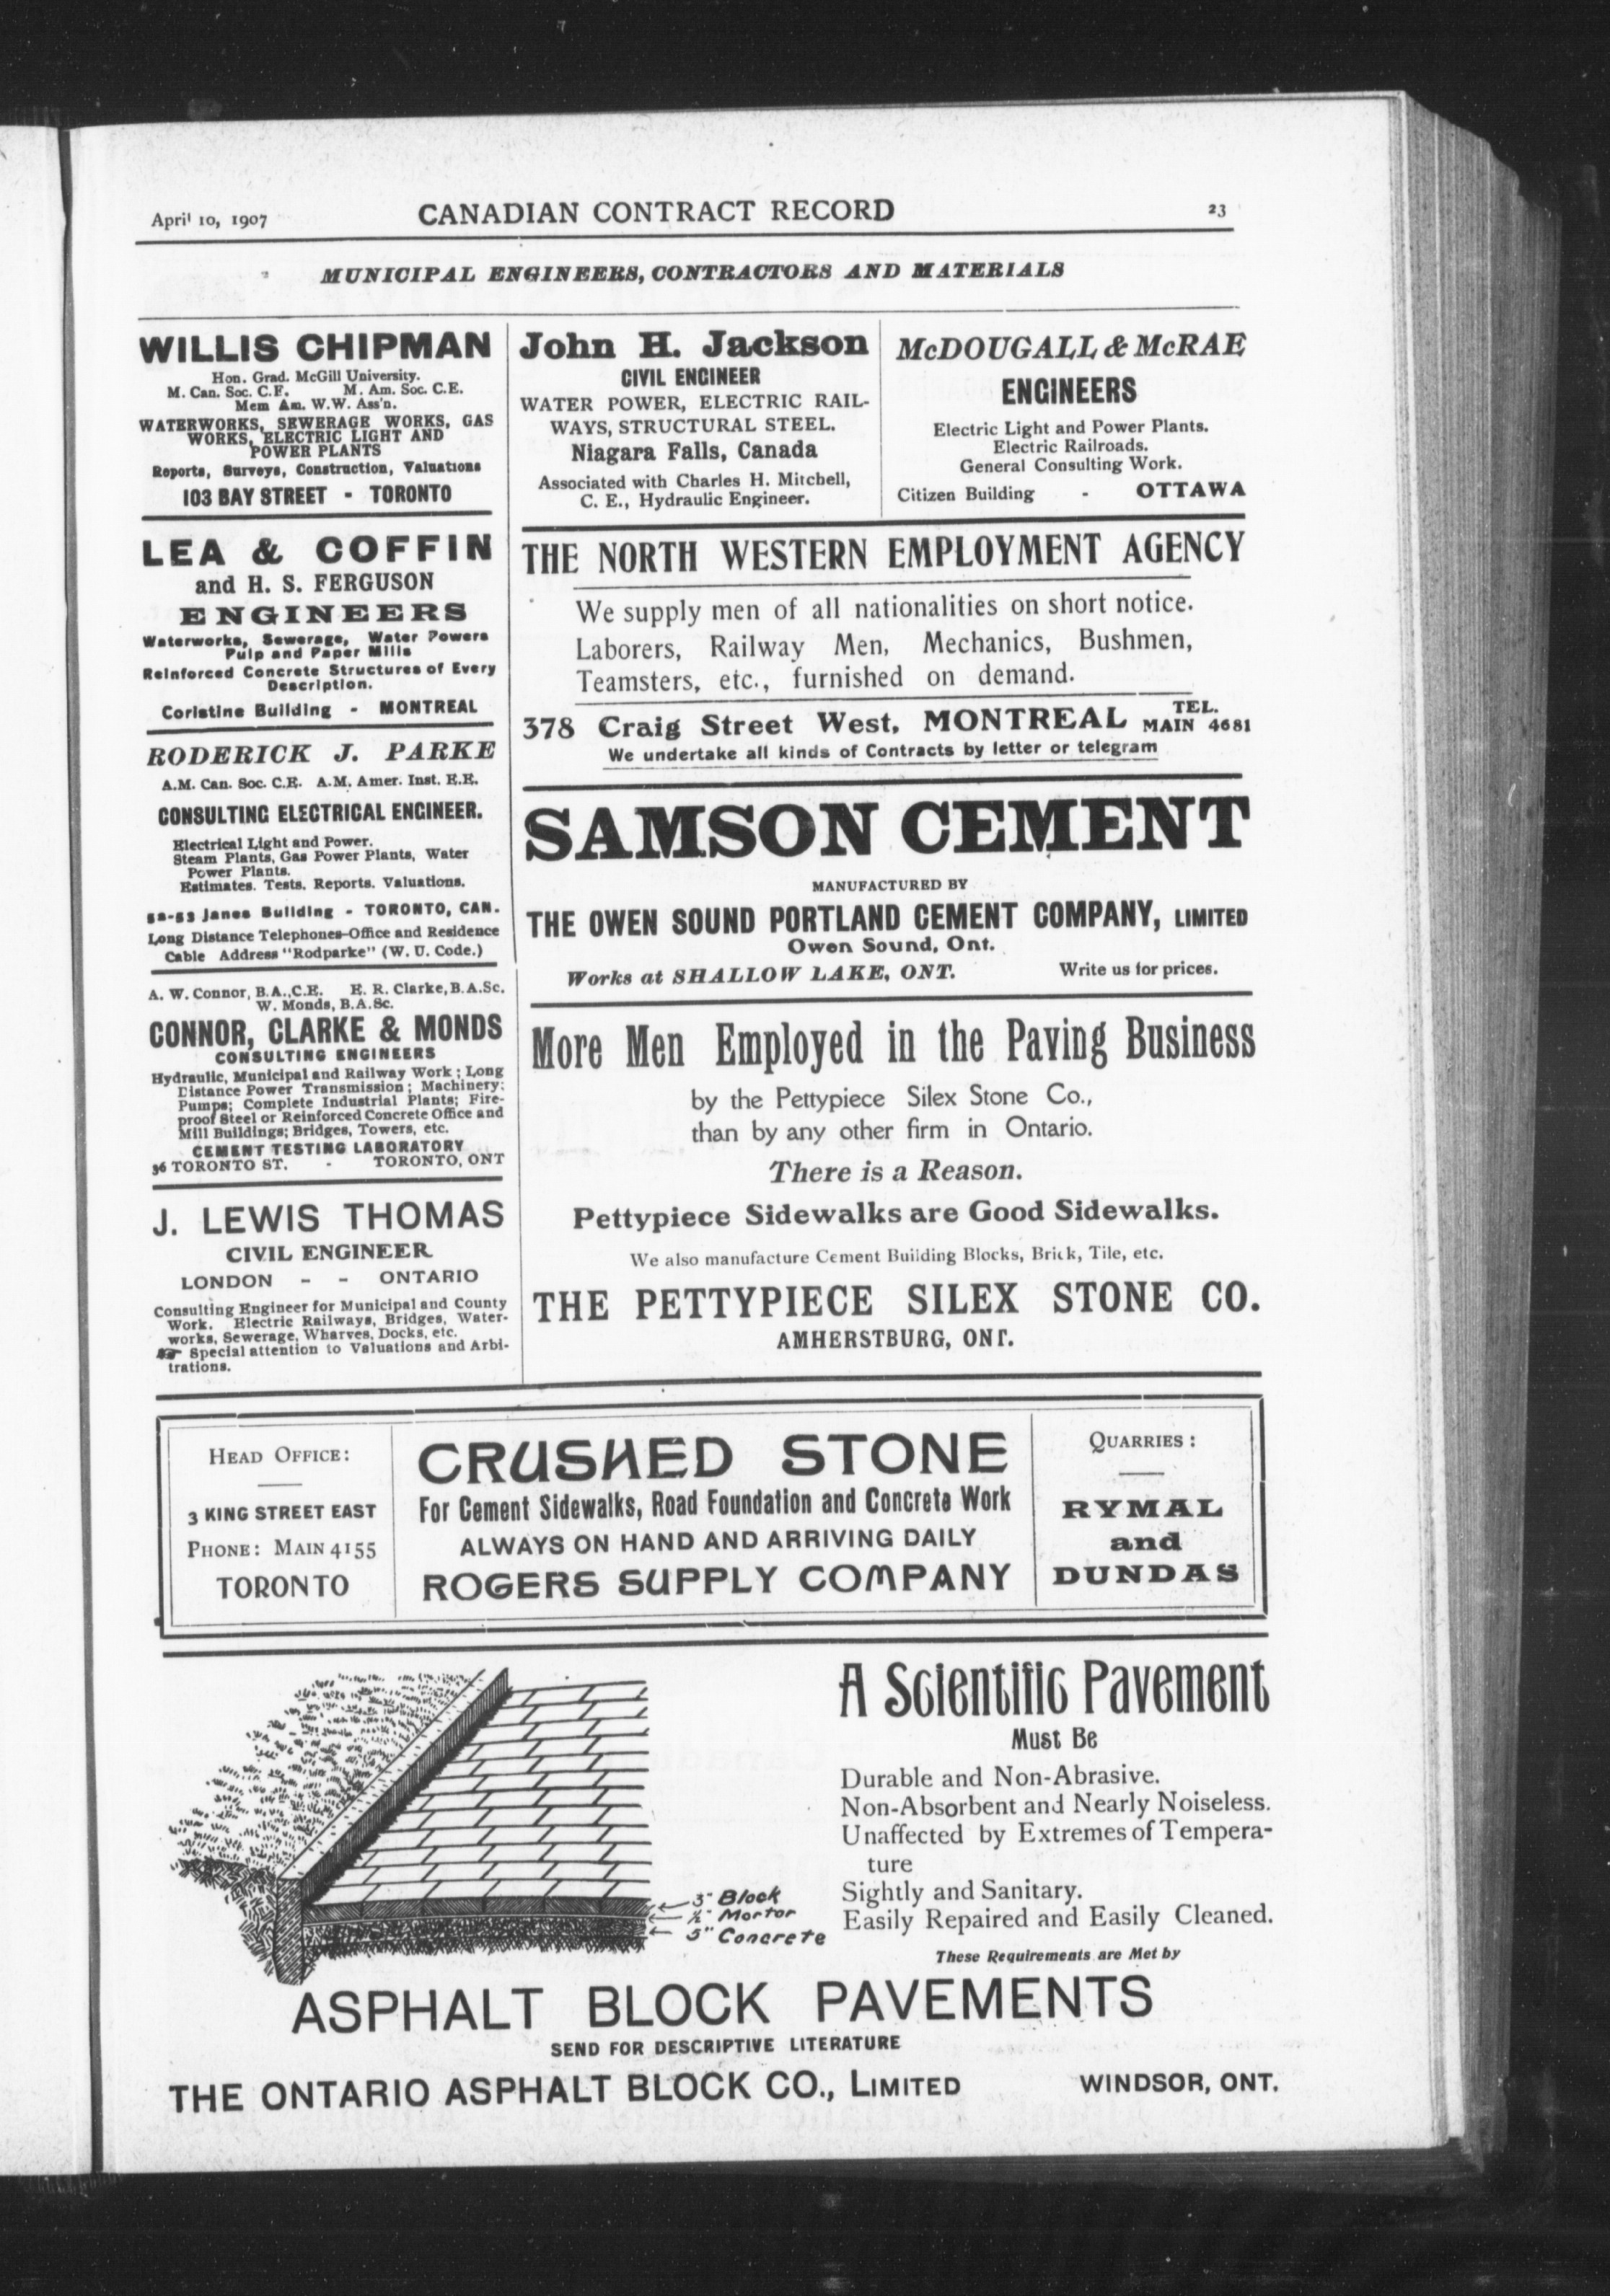 April 10, 1907
CANADIAN CONTRACT RECORD
23
MUNICIPAL ENGINEERS, CONTRACTORS AND MATERIALS
WILLIS CHIPMAN
Hon. Grad. McGill University.
M. Can. Soc. C.E. M. Am. Soc. C.E.
Mem Am. W.W. Ass'n.
WATERWORKS, SEWERAGE WORKS, GAS
WORKS, ELECTRIC LIGHT AND
POWER PLANTS
Reports, Surveys, Construction, Valuations
103 BAY STREET - TORONTO
LEA & COFFIN
and H. S. FERGUSON
ENGINEERS
Waterworks, Sewerage, Water Powers
Pulp and Paper Mills
Reinforced Concrete Structures of Every
Description.
Coristine Building - MONTREAL
RODERICK J. PARKE
A.M. Can. Soc. C.E. A.M. Amer. Inst. E.E.
CONSULTING ELECTRICAL ENGINEER.
Electrical Light and Power.
Steam Plants, Gas Power Plants, Water
Power Plants.
Estimates. Tests. Reports. Valuations.
52-53 Janes Building - TORONTO, CAN.
Long Distance Telephones-Office and Residence
Cable Address "Rodparke" (W. U. Code.)
A. W. Connor, B.A.,C.E. E. R. Clarke, B.A.Sc.
W. Monds, B.A.Sc.
CONNOR, CLARKE & MONDS
CONSULTING ENGINEERS
Hydraulic, Municipal and Railway Work; Long
Distance Power Transmission; Machinery;
Pumps; Complete Industrial Plants; Fire-
proof Steel or Reinforced Concrete Office and
Mill Buildings; Bridges, Towers, etc.
CEMENT TESTING LABORATORY
36 TORONTO ST. - TORONTO, ONT
J. LEWIS THOMAS
CIVIL ENGINEER
LONDON - - ONTARIO
Consulting Engineer for Municipal and County
Work. Electric Railways, Bridges, Water-
works, Sewerage, Wharves, Docks, etc.
☞ Special attention to Valuations and Arbi-
trations.
John H. Jackson
CIVIL ENGINEER
WATER POWER, ELECTRIC RAIL-
WAYS, STRUCTURAL STEEL.
Niagara Falls, Canada
Associated with Charles H. Mitchell,
C. E., Hydraulic Engineer.
McDOUGALL & McRAE
ENGINEERS
Electric Light and Power Plants.
Electric Railroads.
General Consulting Work.
Citizen Building - OTTAWA
THE NORTH WESTERN EMPLOYMENT AGENCY
We supply men of all nationalities on short notice.
Laborers, Railway Men, Mechanics, Bushmen,
Teamsters, etc., furnished on demand.
378 Craig Street West, MONTREAL TEL. MAIN 4681
We undertake all kinds of Contracts by letter or telegram
SAMSON CEMENT
MANUFACTURED BY
THE OWEN SOUND PORTLAND CEMENT COMPANY, LIMITED
Owen Sound, Ont.
Works at SHALLOW LAKE, ONT. Write us for prices.
More Men Employed in the Paving Business
by the Pettypiece Silex Stone Co.,
than by any other firm in Ontario.
There is a Reason.
Pettypiece Sidewalks are Good Sidewalks.
We also manufacture Cement Building Blocks, Brick, Tile, etc.
THE PETTYPIECE SILEX STONE CO.
AMHERSTBURG, ONT.
HEAD OFFICE:
3 KING STREET EAST
PHONE: MAIN 4155
TORONTO
CRUSHED STONE
For Cement Sidewalks, Road Foundation and Concrete Work
ALWAYS ON HAND AND ARRIVING DAILY
ROGERS SUPPLY COMPANY
QUARRIES:
RYMAL
and
DUNDAS
3" Block
½" Mortor
5" Concrete
A Scientific Pavement
Must Be
Durable and Non-Abrasive.
Non-Absorbent and Nearly Noiseless.
Unaffected by Extremes of Tempera-
ture
Sightly and Sanitary.
Easily Repaired and Easily Cleaned.
These Requirements are Met by
ASPHALT BLOCK PAVEMENTS
SEND FOR DESCRIPTIVE LITERATURE
THE ONTARIO ASPHALT BLOCK CO., LIMITED WINDSOR, ONT.